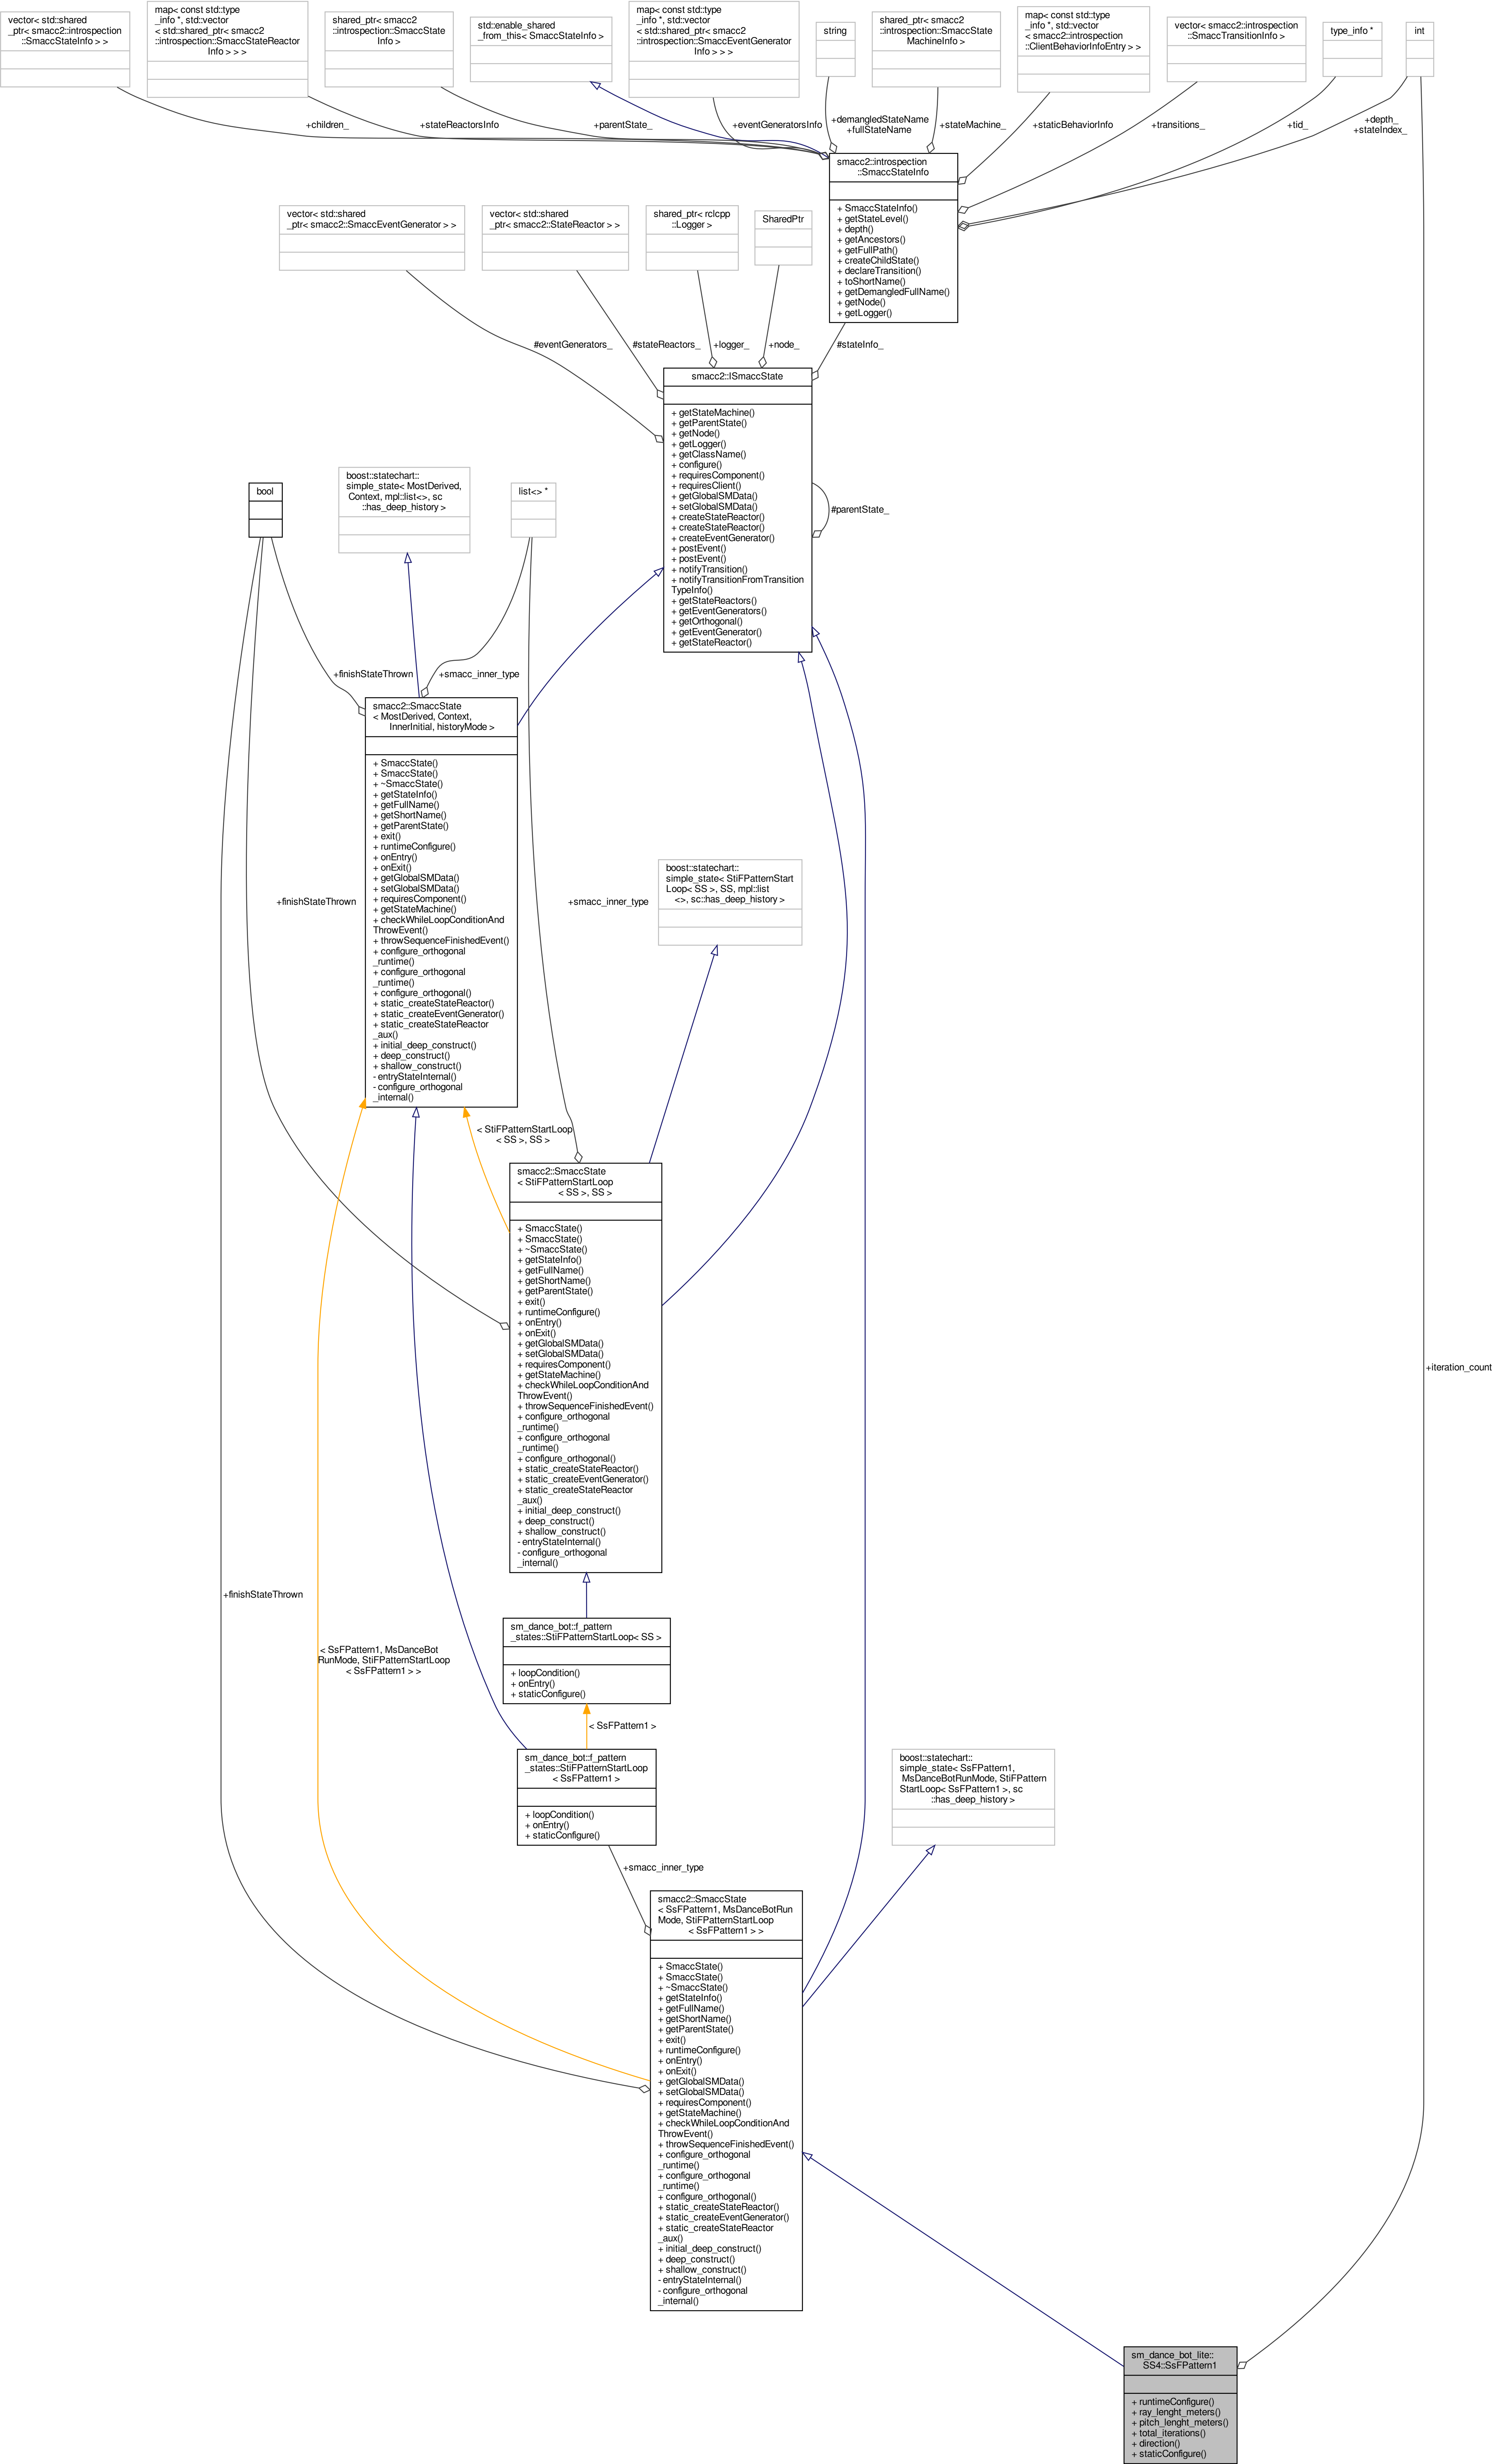 vector< std::shared
_ptr< smacc2::introspection
::SmaccStateInfo > >
map< const std::type
_info *, std::vector
< std::shared_ptr< smacc2
::introspection::SmaccStateReactor
Info > > >
shared_ptr< smacc2
::introspection::SmaccState
Info >
std::enable_shared
_from_this< SmaccStateInfo >
map< const std::type
_info *, std::vector
< std::shared_ptr< smacc2
::introspection::SmaccEventGenerator
Info > > >
string
shared_ptr< smacc2
::introspection::SmaccState
MachineInfo >
map< const std::type
_info *, std::vector
< smacc2::introspection
::ClientBehaviorInfoEntry > >
vector< smacc2::introspection
::SmaccTransitionInfo >
type_info *
int
+children_
+stateReactorsInfo
+parentState_
+eventGeneratorsInfo
+demangledStateName
+fullStateName
+stateMachine_
+staticBehaviorInfo
+transitions_
+tid_
+depth_
+stateIndex_
smacc2::introspection
::SmaccStateInfo
+ SmaccStateInfo()
+ getStateLevel()
+ depth()
+ getAncestors()
+ getFullPath()
+ createChildState()
+ declareTransition()
+ toShortName()
+ getDemangledFullName()
+ getNode()
+ getLogger()
vector< std::shared
_ptr< smacc2::SmaccEventGenerator > >
vector< std::shared
_ptr< smacc2::StateReactor > >
shared_ptr< rclcpp
::Logger >
SharedPtr
#eventGenerators_
#stateReactors_
+logger_
+node_
#stateInfo_
smacc2::ISmaccState
+ getStateMachine()
+ getParentState()
+ getNode()
+ getLogger()
+ getClassName()
+ configure()
+ requiresComponent()
+ requiresClient()
+ getGlobalSMData()
+ setGlobalSMData()
+ createStateReactor()
+ createStateReactor()
+ createEventGenerator()
+ postEvent()
+ postEvent()
+ notifyTransition()
+ notifyTransitionFromTransition
TypeInfo()
+ getStateReactors()
+ getEventGenerators()
+ getOrthogonal()
+ getEventGenerator()
+ getStateReactor()
#parentState_
bool
boost::statechart::
simple_state< MostDerived,
Context, mpl::list<>, sc
::has_deep_history >
list<> *
+finishStateThrown
+smacc_inner_type
smacc2::SmaccState
< MostDerived, Context,
InnerInitial, historyMode >
+ SmaccState()
+ SmaccState()
+ ~SmaccState()
+ getStateInfo()
+ getFullName()
+ getShortName()
+ getParentState()
+ exit()
+ runtimeConfigure()
+ onEntry()
+ onExit()
+ getGlobalSMData()
+ setGlobalSMData()
+ requiresComponent()
+ getStateMachine()
+ checkWhileLoopConditionAnd
ThrowEvent()
+ throwSequenceFinishedEvent()
+ configure_orthogonal
_runtime()
+ configure_orthogonal
_runtime()
+ configure_orthogonal()
+ static_createStateReactor()
+ static_createEventGenerator()
+ static_createStateReactor
_aux()
+ initial_deep_construct()
+ deep_construct()
+ shallow_construct()
- entryStateInternal()
- configure_orthogonal
_internal()
+finishStateThrown
+smacc_inner_type
boost::statechart::
simple_state< StiFPatternStart
Loop< SS >, SS, mpl::list
<>, sc::has_deep_history >
< StiFPatternStartLoop
< SS >, SS >
smacc2::SmaccState
< StiFPatternStartLoop
< SS >, SS >
+ SmaccState()
+ SmaccState()
+ ~SmaccState()
+ getStateInfo()
+ getFullName()
+ getShortName()
+ getParentState()
+ exit()
+ runtimeConfigure()
+ onEntry()
+ onExit()
+ getGlobalSMData()
+ setGlobalSMData()
+ requiresComponent()
+ getStateMachine()
+ checkWhileLoopConditionAnd
ThrowEvent()
+ throwSequenceFinishedEvent()
+ configure_orthogonal
_runtime()
+ configure_orthogonal
_runtime()
+ configure_orthogonal()
+ static_createStateReactor()
+ static_createEventGenerator()
+ static_createStateReactor
_aux()
+ initial_deep_construct()
+ deep_construct()
+ shallow_construct()
- entryStateInternal()
- configure_orthogonal
_internal()
+iteration_count
+finishStateThrown
sm_dance_bot::f_pattern
_states::StiFPatternStartLoop< SS >
+ loopCondition()
+ onEntry()
+ staticConfigure()
< SsFPattern1, MsDanceBot
RunMode, StiFPatternStartLoop
< SsFPattern1 > >
< SsFPattern1 >
sm_dance_bot::f_pattern
_states::StiFPatternStartLoop
< SsFPattern1 >
+ loopCondition()
+ onEntry()
+ staticConfigure()
boost::statechart::
simple_state< SsFPattern1,
MsDanceBotRunMode, StiFPattern
StartLoop< SsFPattern1 >, sc
::has_deep_history >
+smacc_inner_type
smacc2::SmaccState
< SsFPattern1, MsDanceBotRun
Mode, StiFPatternStartLoop
< SsFPattern1 > >
+ SmaccState()
+ SmaccState()
+ ~SmaccState()
+ getStateInfo()
+ getFullName()
+ getShortName()
+ getParentState()
+ exit()
+ runtimeConfigure()
+ onEntry()
+ onExit()
+ getGlobalSMData()
+ setGlobalSMData()
+ requiresComponent()
+ getStateMachine()
+ checkWhileLoopConditionAnd
ThrowEvent()
+ throwSequenceFinishedEvent()
+ configure_orthogonal
_runtime()
+ configure_orthogonal
_runtime()
+ configure_orthogonal()
+ static_createStateReactor()
+ static_createEventGenerator()
+ static_createStateReactor
_aux()
+ initial_deep_construct()
+ deep_construct()
+ shallow_construct()
- entryStateInternal()
- configure_orthogonal
_internal()
sm_dance_bot_lite::
SS4::SsFPattern1
+ runtimeConfigure()
+ ray_lenght_meters()
+ pitch_lenght_meters()
+ total_iterations()
+ direction()
+ staticConfigure()